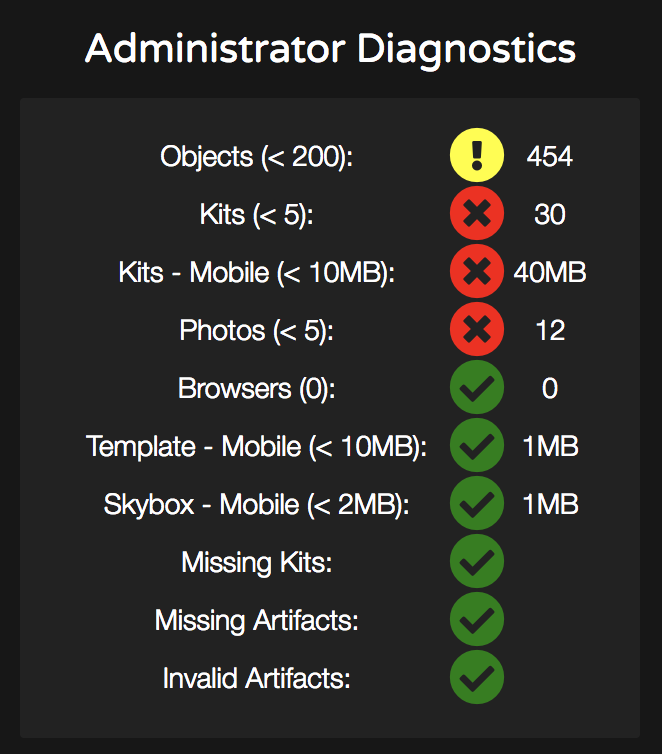 Administrator Diagnostics
Objects (< 200): 454
Kits (< 5): 30
Kits - Mobile (< 10MB): 40MB
Photos (< 5): 12
Browsers (0): 0
Template - Mobile (< 10MB): 1MB
Skybox - Mobile (< 2MB): 1MB
Missing Kits:
Missing Artifacts:
Invalid Artifacts: